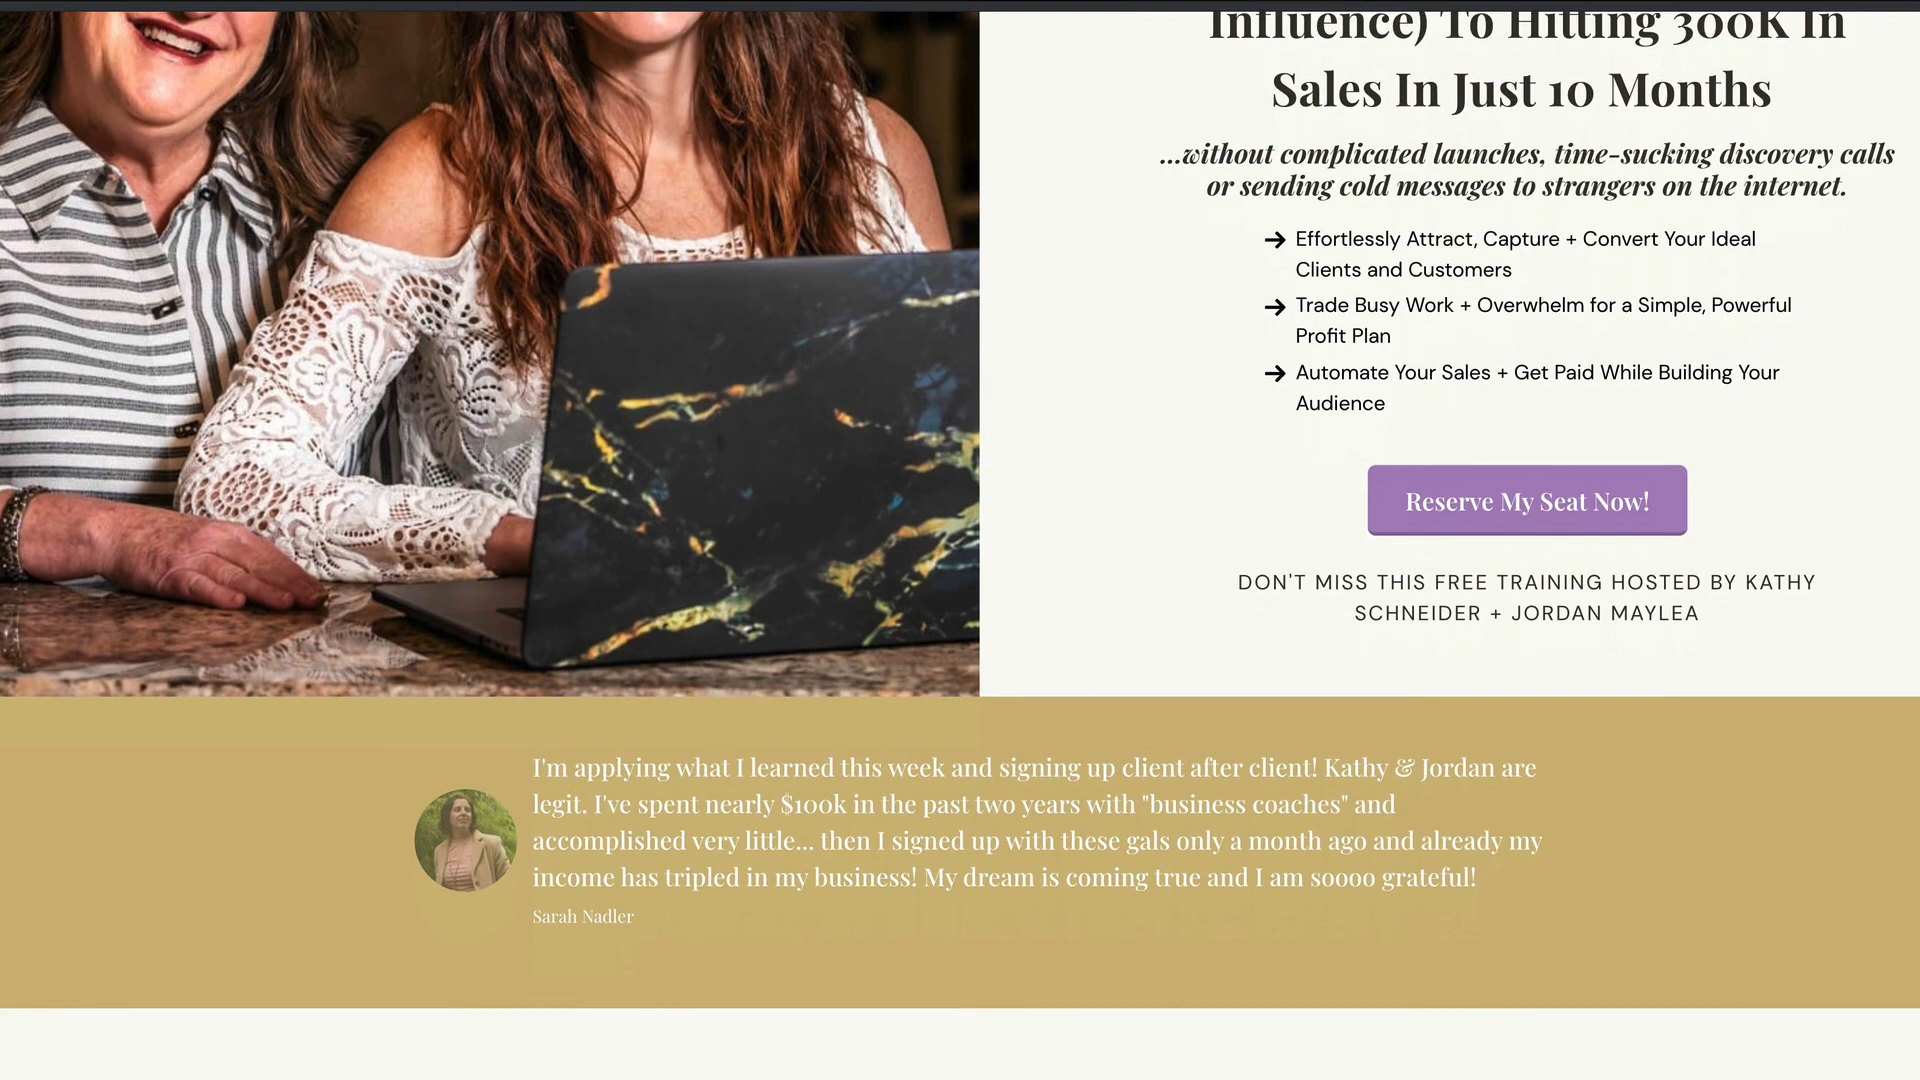 Influence) To Hitting 300K In
Sales In Just 10 Months
...without complicated launches, time-sucking discovery calls
or sending cold messages to strangers on the internet.
Effortlessly Attract, Capture + Convert Your Ideal
Clients and Customers
Trade Busy Work + Overwhelm for a Simple, Powerful
Profit Plan
Automate Your Sales + Get Paid While Building Your
Audience
Reserve My Seat Now!
DON'T MISS THIS FREE TRAINING HOSTED BY KATHY
SCHNEIDER + JORDAN MAYLEA
I'm applying what I learned this week and signing up client after client! Kathy & Jordan are
legit. I've spent nearly $100k in the past two years with "business coaches" and
accomplished very little... then I signed up with these gals only a month ago and already my
income has tripled in my business! My dream is coming true and I am soooo grateful!
Sarah Nadler